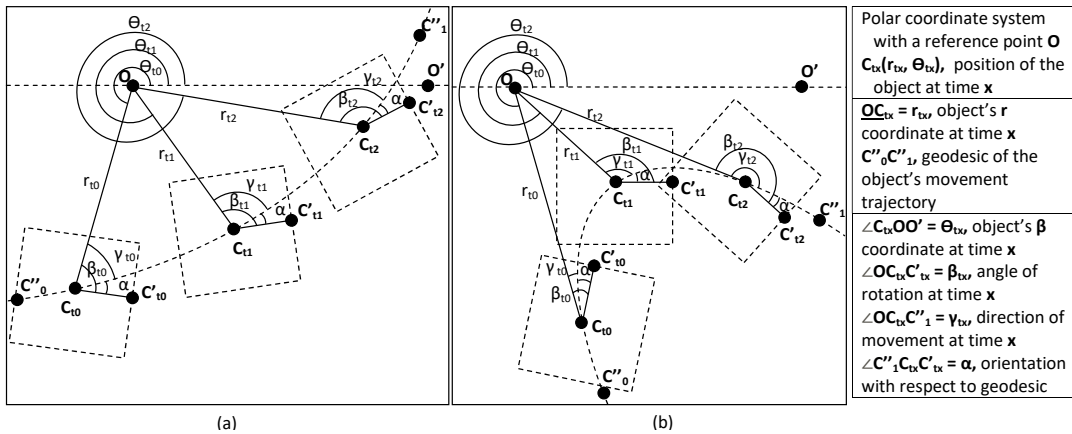 Θt2
Θt1
Θt0
O
O'
C''1
γt2
βt2
α
C't2
Ct2
rt2
rt1
rt0
γt1
βt1
α
C't1
Ct1
γt0
βt0
α
C''0
C't0
Ct0
(a)
Θt2
Θt1
Θt0
O
O'
rt2
rt1
rt0
βt1
γt1
α
Ct1
C't1
βt2
γt2
Ct2
α
C't2
C''1
γt0
C't0
α
βt0
Ct0
C''0
(b)
Polar coordinate system
with a reference point O
Ctx(rtx, Θtx), position of the
object at time x
OCtx = rtx, object's r
coordinate at time x
C''0C''1, geodesic of the
object's movement
trajectory
∠CtxOO' = Θtx, object's β
coordinate at time x
∠OCtxC'tx = βtx, angle of
rotation at time x
∠OCtxC''1 = γtx, direction of
movement at time x
∠C''1CtxC'tx = α, orientation
with respect to geodesic